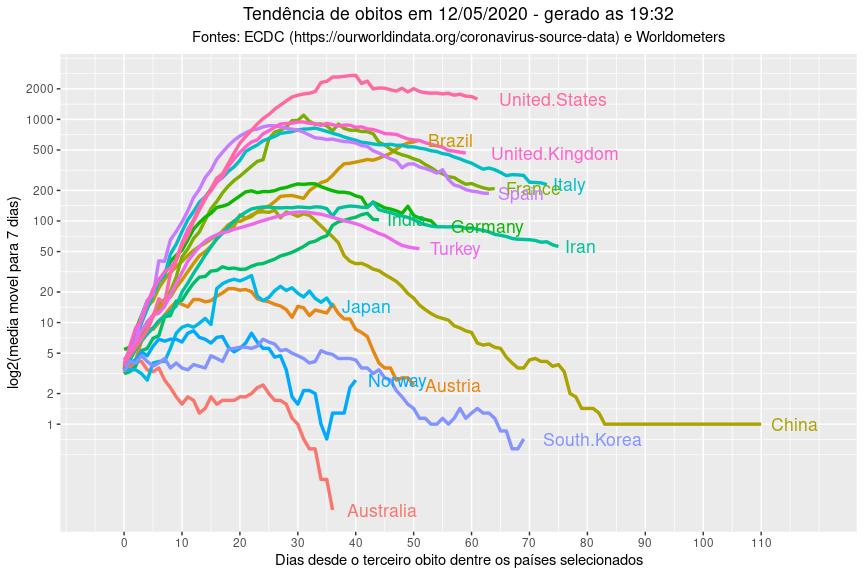 Tendência de obitos em 12/05/2020 - gerado as 19:32
Fontes: ECDC (https://ourworldindata.org/coronavirus-source-data) e Worldometers
log2(media movel para 7 dias)
2000
1000
500
200
100
50
20
10
5
2
1
United.States
Brazil
United.Kingdom
Italy
France
Spain
India
Germany
Turkey
Iran
Japan
Norway
Austria
China
South.Korea
Australia
0 10 20 30 40 50 60 70 80 90 100 110
Dias desde o terceiro obito dentre os países selecionados